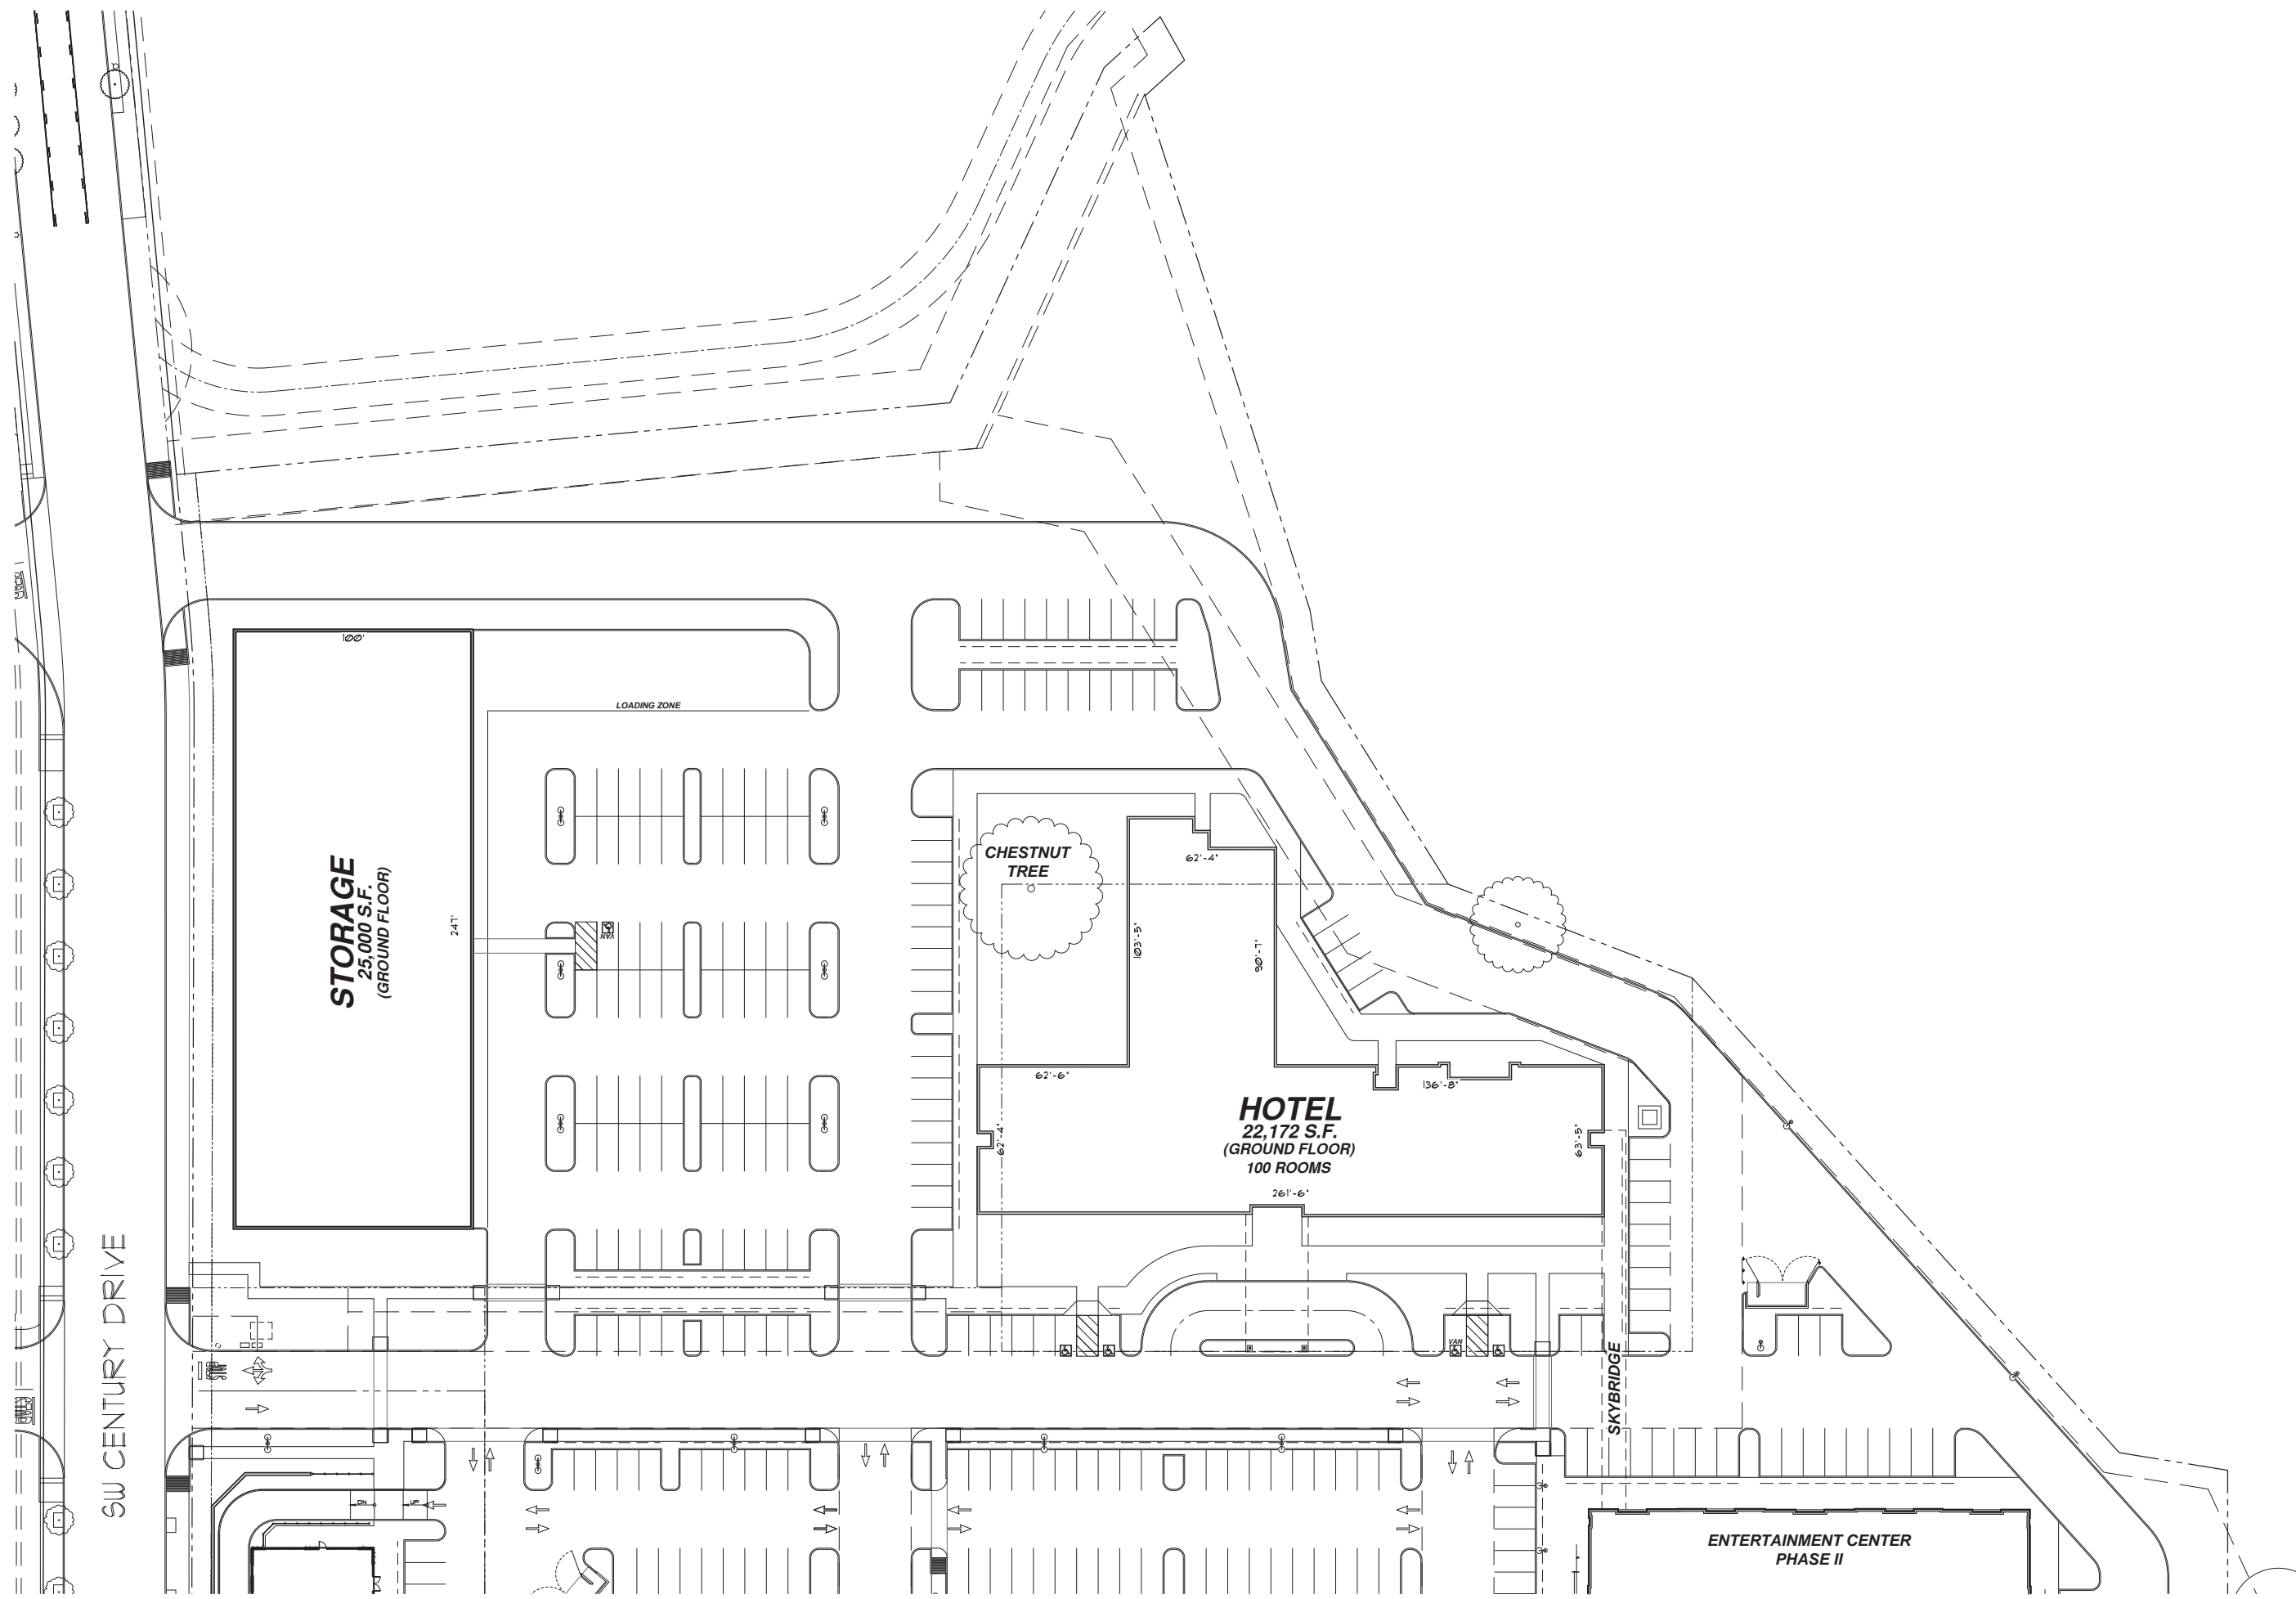 100'
LOADING ZONE
STORAGE
25,000 S.F.
(GROUND FLOOR)
247'
VAN
CHESTNUT
TREE
62'-4"
103'-5"
90'-7"
62'-6"
136'-8"
HOTEL
22,172 S.F.
(GROUND FLOOR)
100 ROOMS
62'-4"
63'-5"
261'-6"
VAN
SKYBRIDGE
SW CENTURY DRIVE
DN
UP
ENTERTAINMENT CENTER
PHASE II